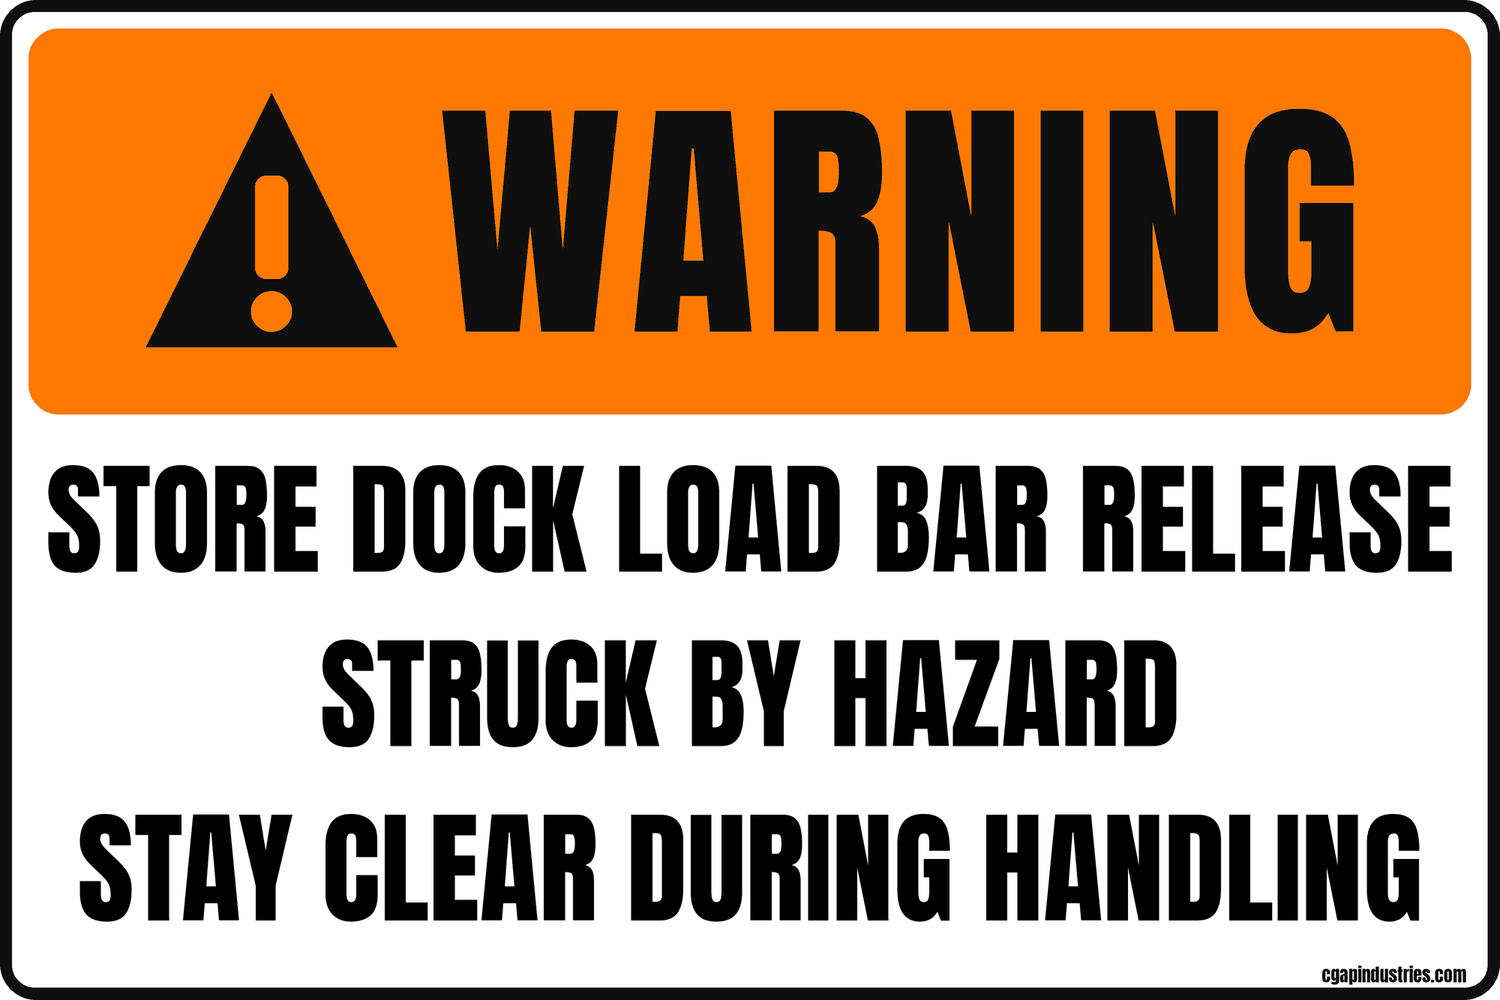 WARNING
STORE DOCK LOAD BAR RELEASE
STRUCK BY HAZARD
STAY CLEAR DURING HANDLING
cgapindustries.com